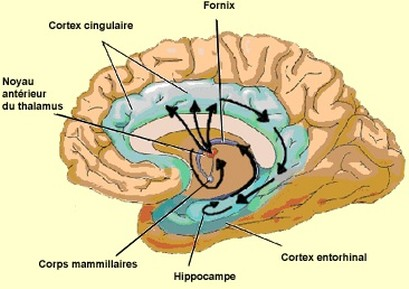 Fornix
Cortex cingulaire
Noyau
antérieur
du thalamus
Corps mammillaires
Hippocampe
Cortex entorhinal